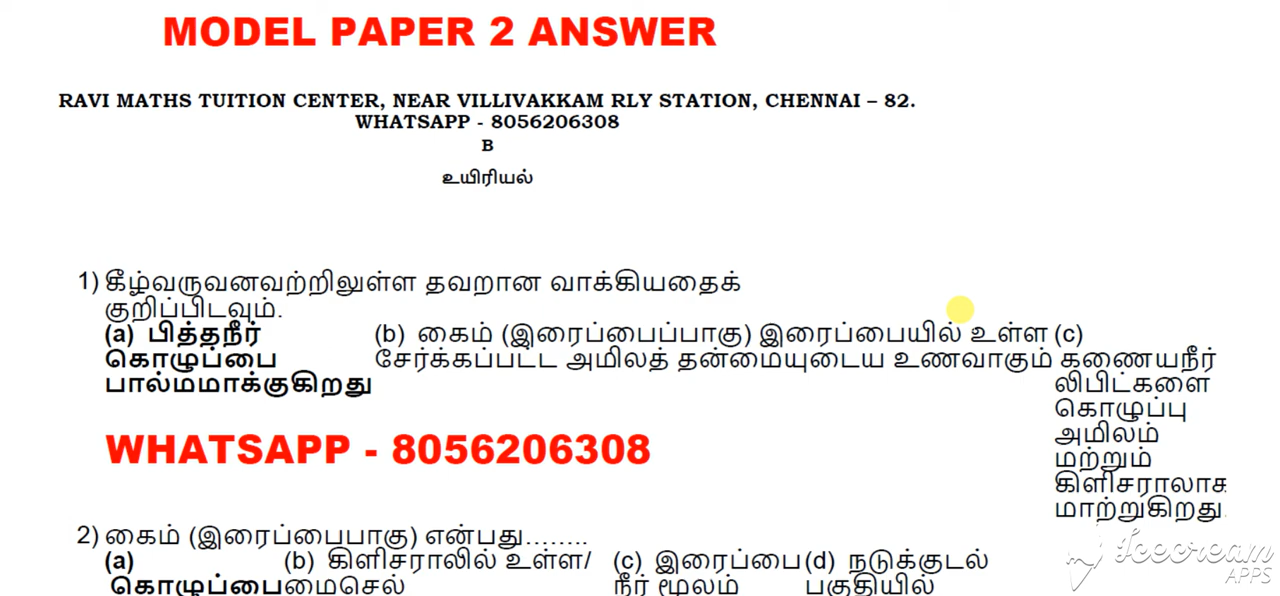 MODEL PAPER 2 ANSWER
RAVI MATHS TUITION CENTER, NEAR VILLIVAKKAM RLY STATION, CHENNAI – 82.
WHATSAPP - 8056206308
B
உயிரியல்
1) கீழ்வருவனவற்றிலுள்ள தவறான வாக்கியதைக்
குறிப்பிடவும்.
(a) பித்தநீர் (b) கைம் (இரைப்பைப்பாகு) இரைப்பையில் உள்ள (c)
கொழுப்பை சேர்க்கப்பட்ட அமிலத் தன்மையுடைய உணவாகும் கணையநீர்
பால்மமாக்குகிறது லிபிட்களை
கொழுப்பு
அமிலம்
WHATSAPP - 8056206308
மற்றும்
கிளிசராலாக
மாற்றுகிறது
2) கைம் (இரைப்பைபாகு) என்பது........
(a) (b) கிளிசராலில் உள்ள/ (c) இரைப்பை (d) நடுக்குடல்
கொழுப்பை மைசெல் நீர் மூலம் பகுதியில்
Icecream
APPS